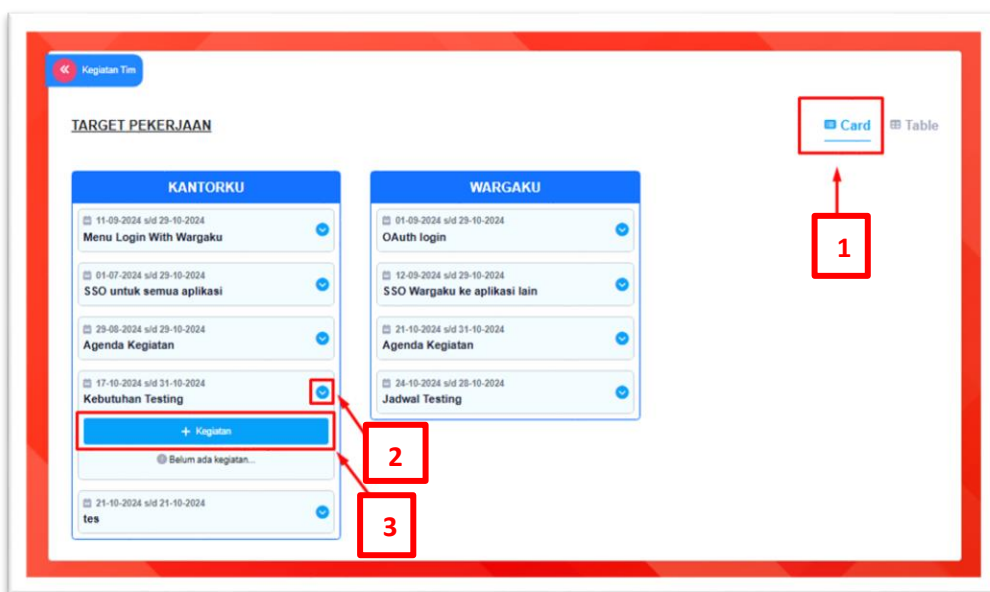 Kegiatan Tim
TARGET PEKERJAAN
Card
Table
1
KANTORKU
11-09-2024 s/d 29-10-2024
Menu Login With Wargaku
01-07-2024 s/d 29-10-2024
SSO untuk semua aplikasi
29-08-2024 s/d 29-10-2024
Agenda Kegiatan
17-10-2024 s/d 31-10-2024
Kebutuhan Testing
+ Kegiatan
Belum ada kegiatan...
21-10-2024 s/d 21-10-2024
tes
WARGAKU
01-09-2024 s/d 29-10-2024
OAuth login
12-09-2024 s/d 29-10-2024
SSO Wargaku ke aplikasi lain
21-10-2024 s/d 31-10-2024
Agenda Kegiatan
24-10-2024 s/d 28-10-2024
Jadwal Testing
2
3